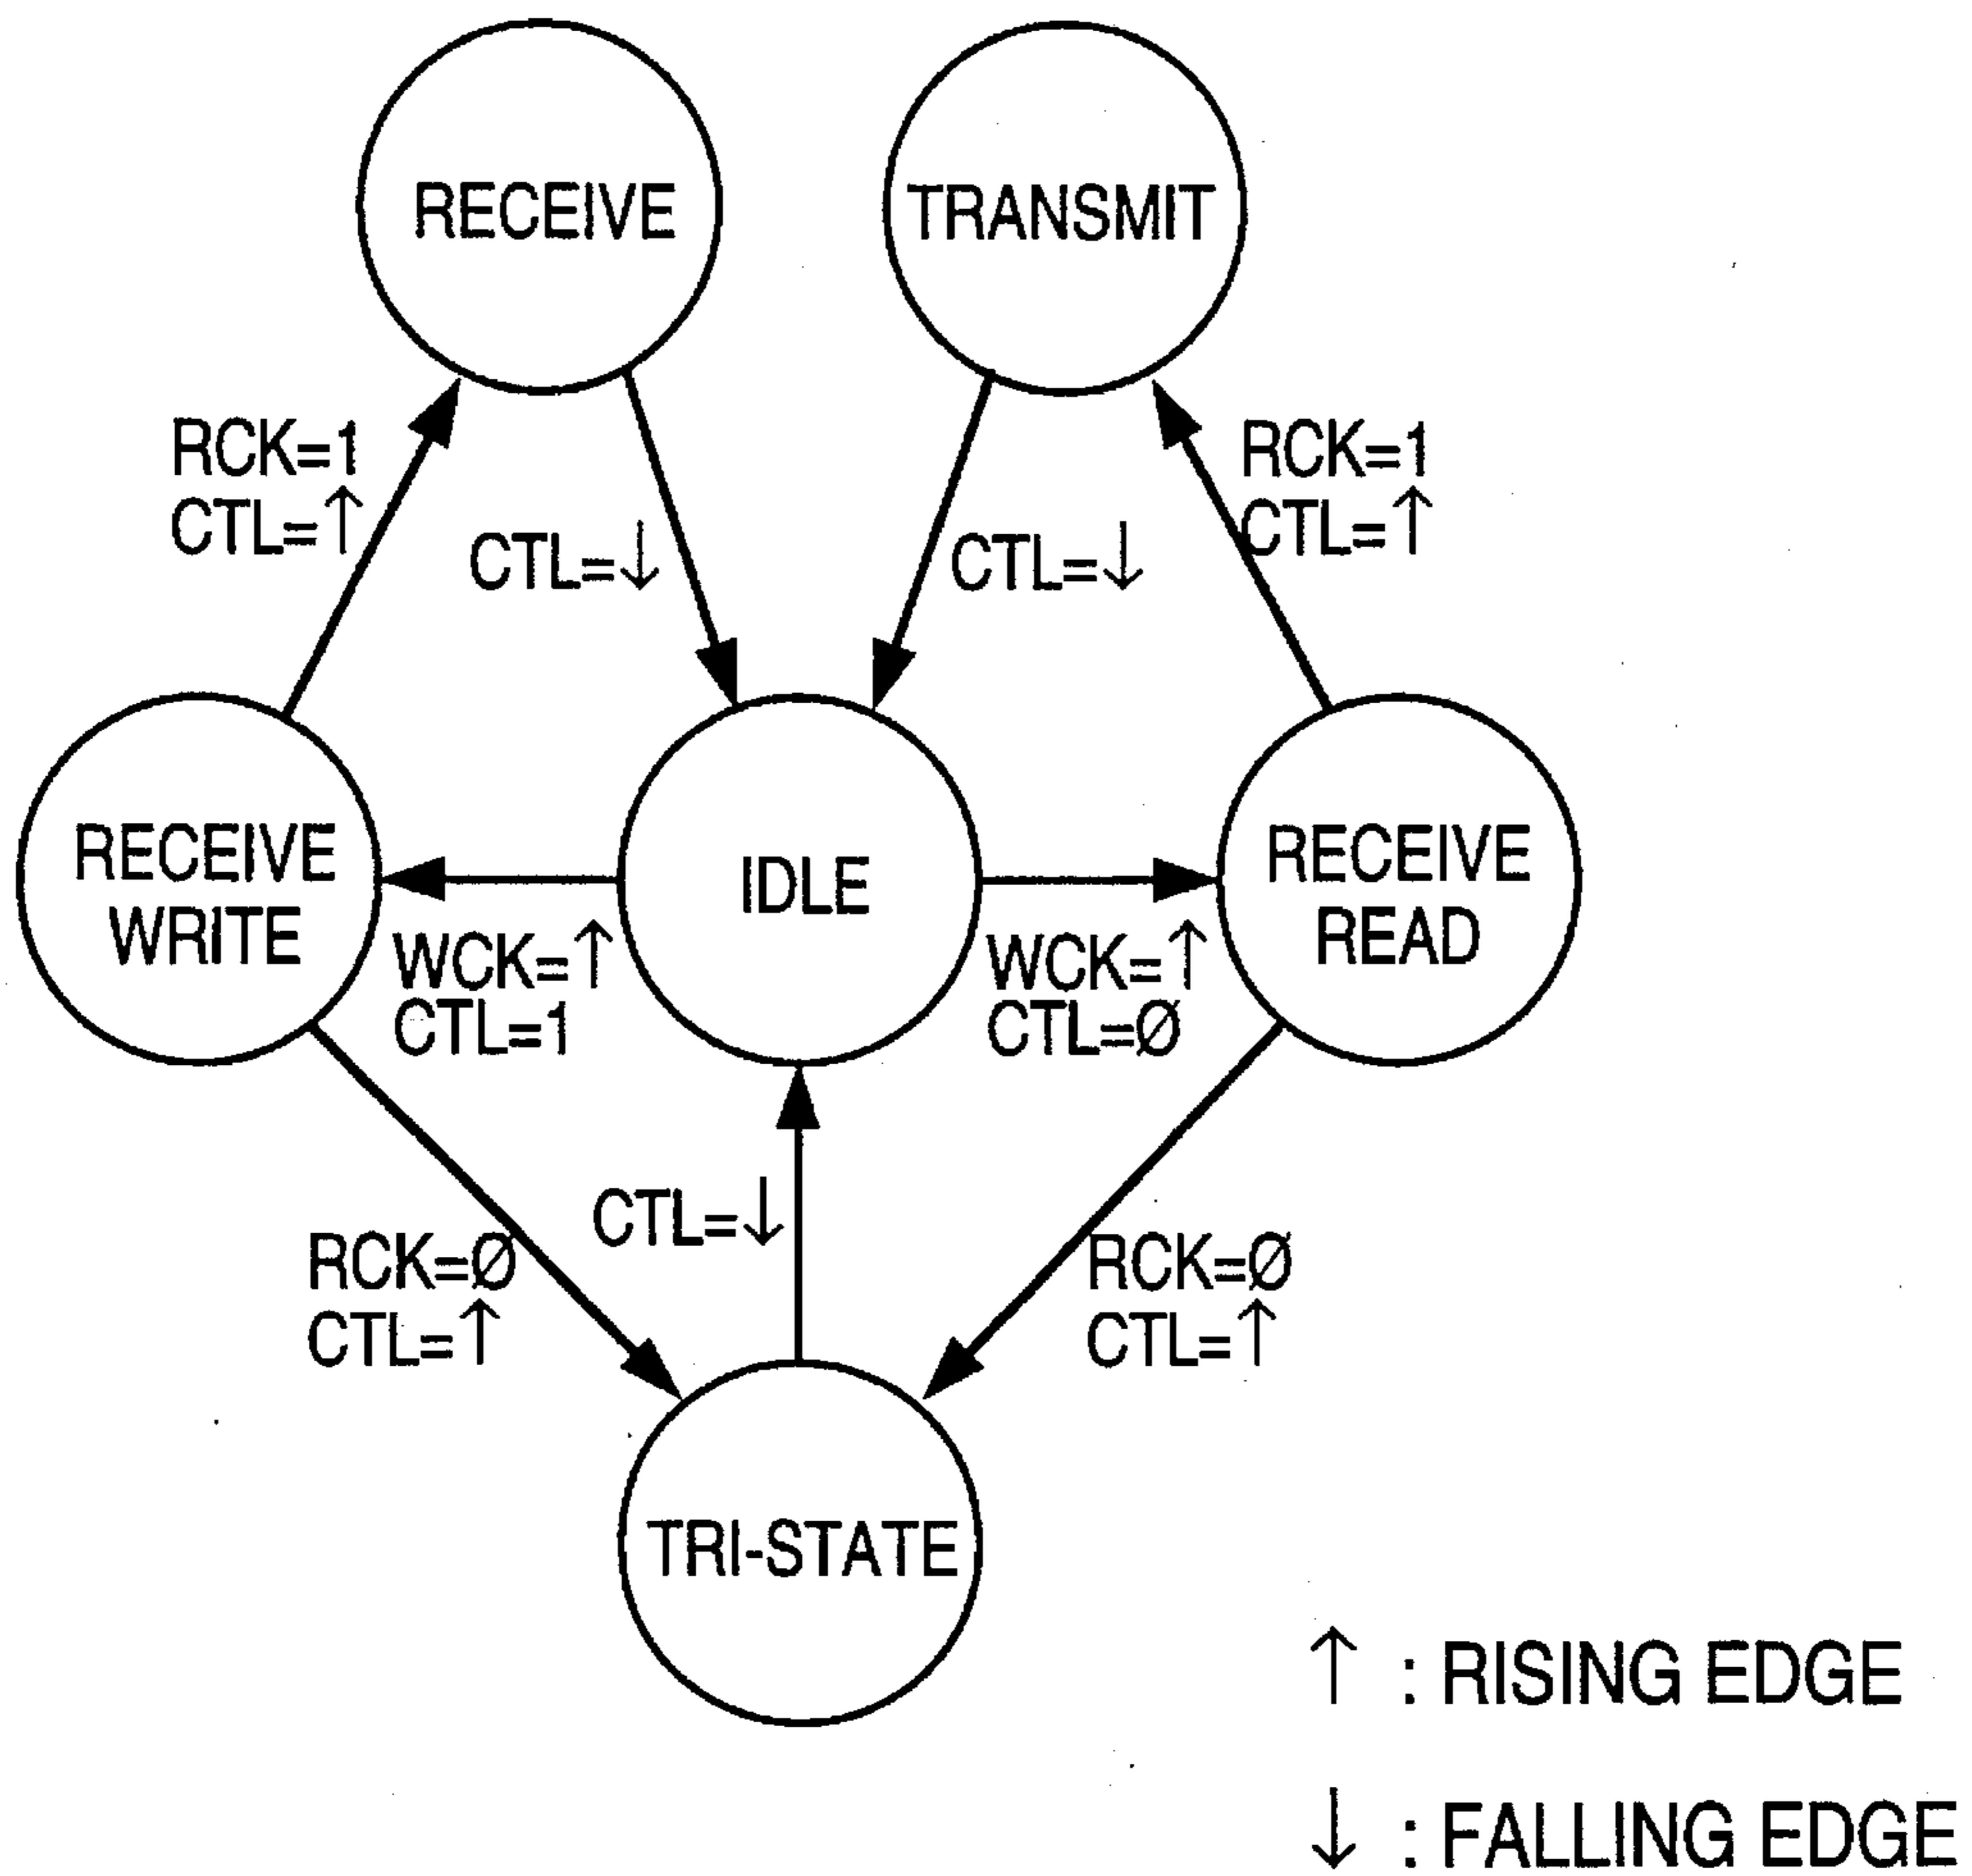 RECEIVE
TRANSMIT
RCK=1
CTL=↑
CTL=↓
CTL=↓
RCK=1
CTL=↑
RECEIVE
WRITE
IDLE
RECEIVE
READ
WCK=↑
CTL=1
WCK=↑
CTL=Ø
CTL=↓
RCK=Ø
CTL=↑
RCK=Ø
CTL=↑
TRI-STATE
↑ : RISING EDGE
↓ : FALLING EDGE